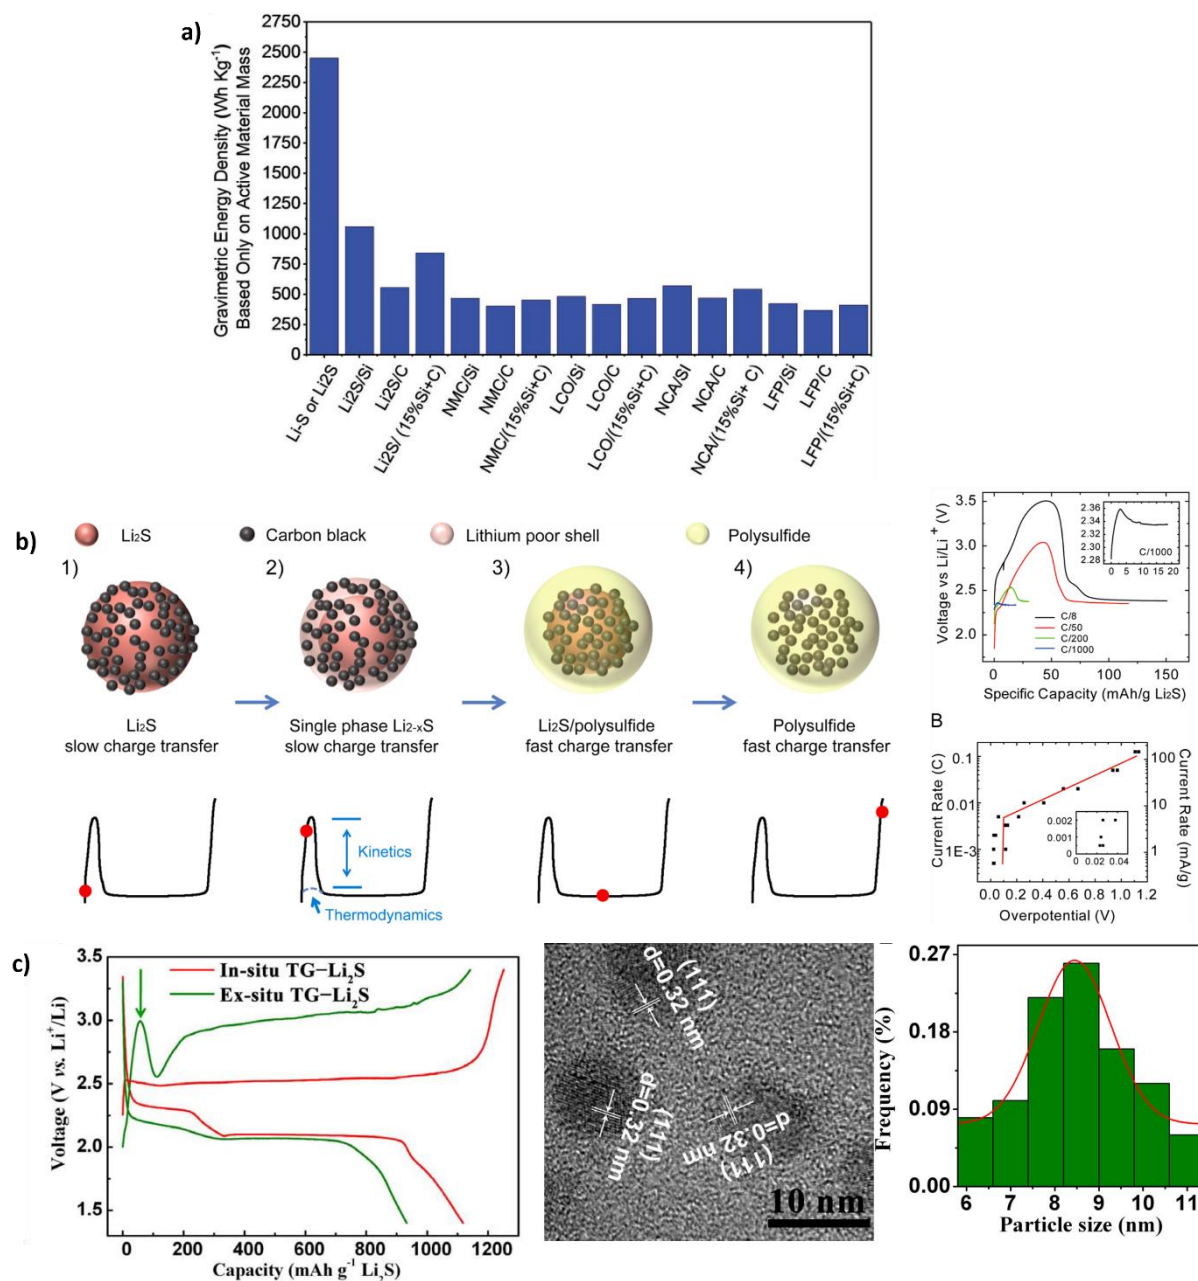 a)
Gravimetric Energy Density (Wh Kg⁻¹)
Based Only on Active Material Mass
2750
2500
2250
2000
1750
1500
1250
1000
750
500
250
0
Li-S or Li2S
Li2S/Si
Li2S/C
Li2S/ (15%Si+C)
NMC/Si
NMC/C
NMC/(15%Si+C)
LCO/Si
LCO/C
LCO/(15%Si+C)
NCA/Si
NCA/C
NCA/(15%Si+ C)
LFP/Si
LFP/C
LFP/(15%Si+C)
b)
Li₂S
Carbon black
Lithium poor shell
Polysulfide
1)
2)
3)
4)
Li₂S
slow charge transfer
Single phase Li₂₋ₓS
slow charge transfer
Li₂S/polysulfide
fast charge transfer
Polysulfide
fast charge transfer
Kinetics
Thermodynamics
Voltage vs Li/Li⁺ (V)
3.5
3.0
2.5
2.0
2.36
2.34
2.32
2.30
2.28
0 5 10 15 20
C/1000
C/8
C/50
C/200
C/1000
0 50 100 150
Specific Capacity (mAh/g Li₂S)
B
Current Rate (C)
0.1
0.01
1E-3
Current Rate (mA/g)
100
10
1
0.002
0.001
0
0 0.02 0.04
0.0 0.2 0.4 0.6 0.8 1.0 1.2
Overpotential (V)
c)
Voltage (V vs. Li⁺/Li)
3.5
3.0
2.5
2.0
1.5
In-situ TG−Li₂S
Ex-situ TG−Li₂S
0 200 400 600 800 1000 1200
Capacity (mAh g⁻¹ Li₂S)
(111)
d=0.32 nm
(111)
d=0.32 nm
(111)
d=0.32 nm
10 nm
Frequency (%)
0.27
0.18
0.09
0.00
6 7 8 9 10 11
Particle size (nm)